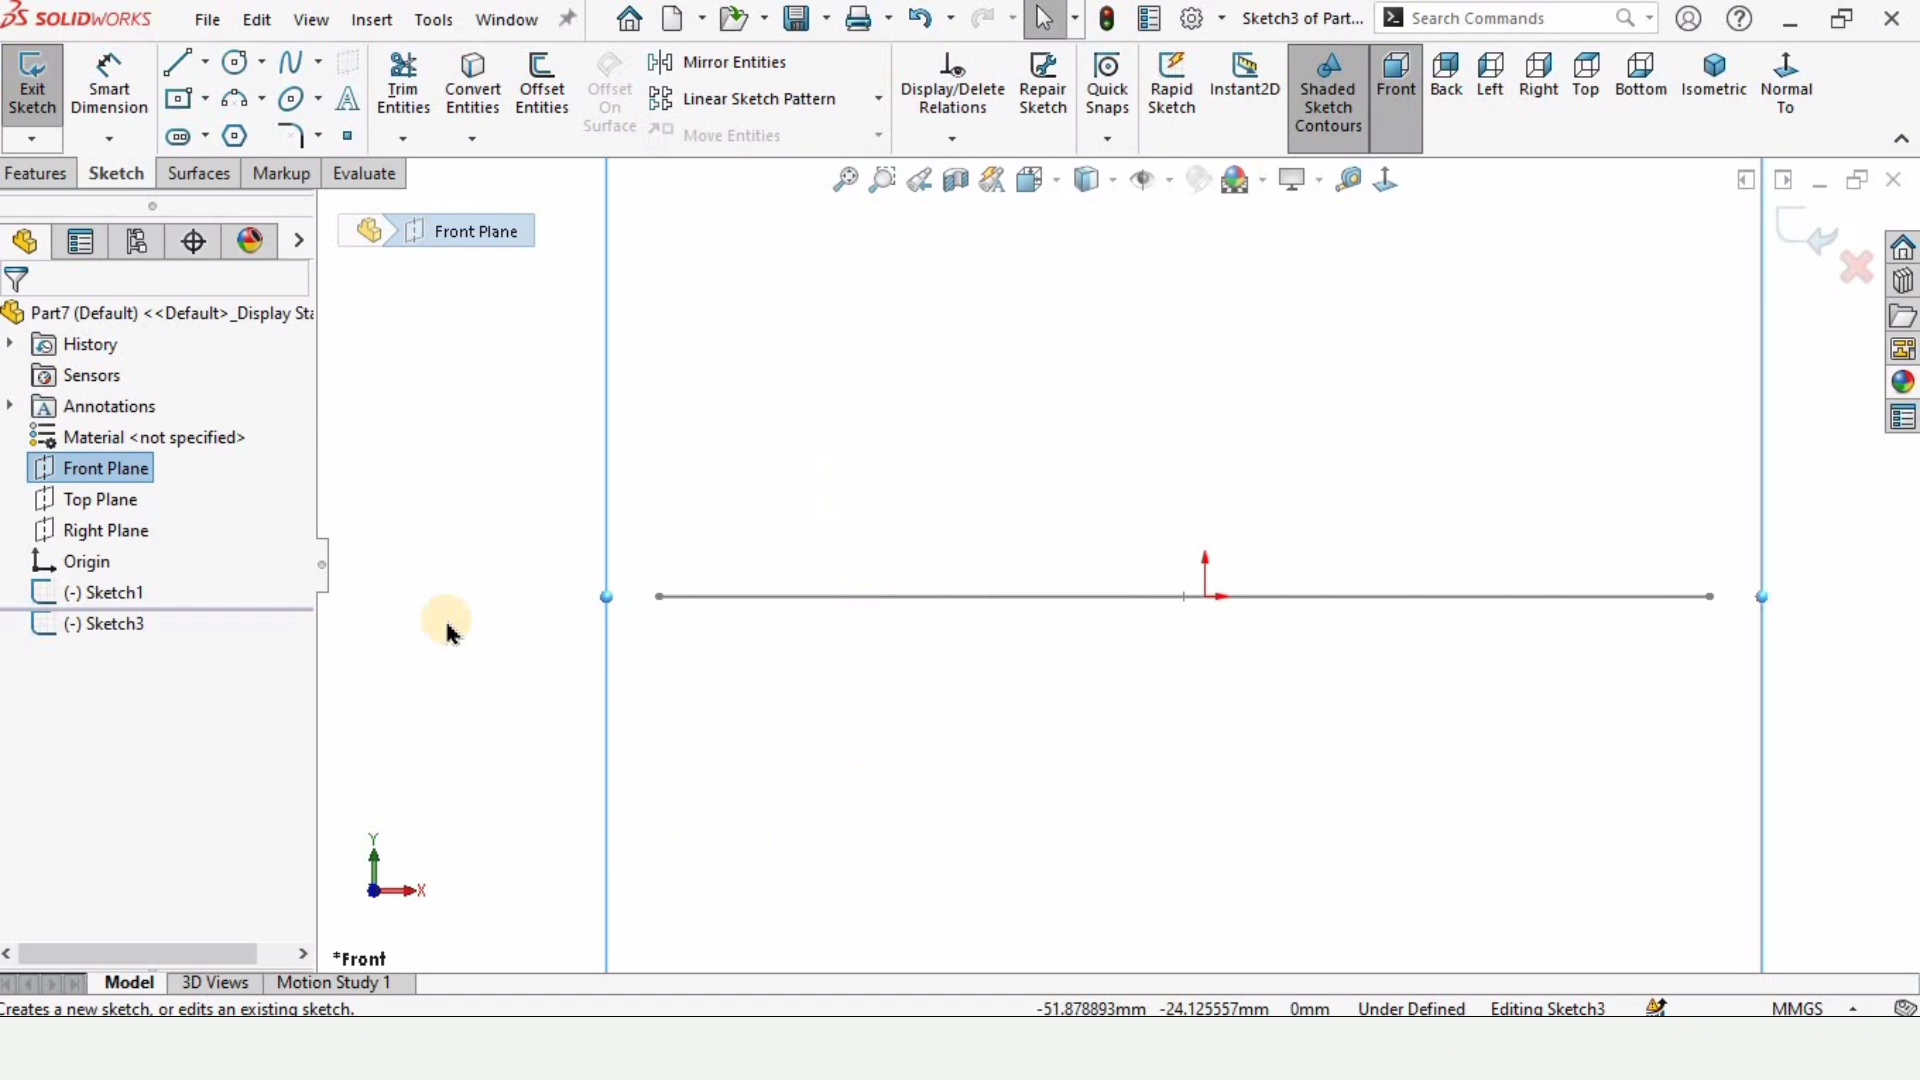 SOLIDWORKS File Edit View Insert Tools Window Sketch3 of Part... Search Commands
Exit Sketch
Smart Dimension
Trim Entities
Convert Entities
Offset Entities
Offset On Surface
Mirror Entities
Linear Sketch Pattern
Move Entities
Display/Delete Relations
Repair Sketch
Quick Snaps
Rapid Sketch
Instant2D
Shaded Sketch Contours
Front Back Left Right Top Bottom Isometric
Normal To
Features Sketch Surfaces Markup Evaluate
Front Plane
Part7 (Default) <<Default>_Display Sta
History
Sensors
Annotations
Material <not specified>
Front Plane
Top Plane
Right Plane
Origin
(-) Sketch1
(-) Sketch3
Y
X
*Front
Model 3D Views Motion Study 1
Creates a new sketch, or edits an existing sketch. -51.878893mm -24.125557mm 0mm Under Defined Editing Sketch3 MMGS